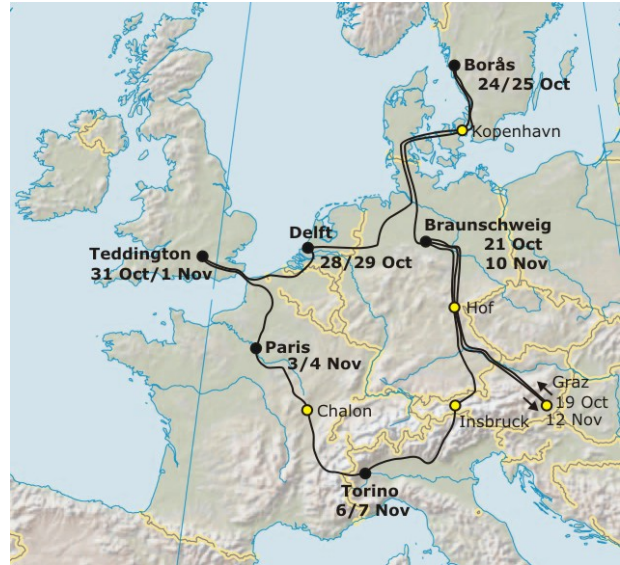 Borås
24/25 Oct
Kopenhavn
Delft
28/29 Oct
Braunschweig
21 Oct
10 Nov
Teddington
31 Oct/1 Nov
Hof
Paris
3/4 Nov
Graz
19 Oct
12 Nov
Chalon
Insbruck
Torino
6/7 Nov